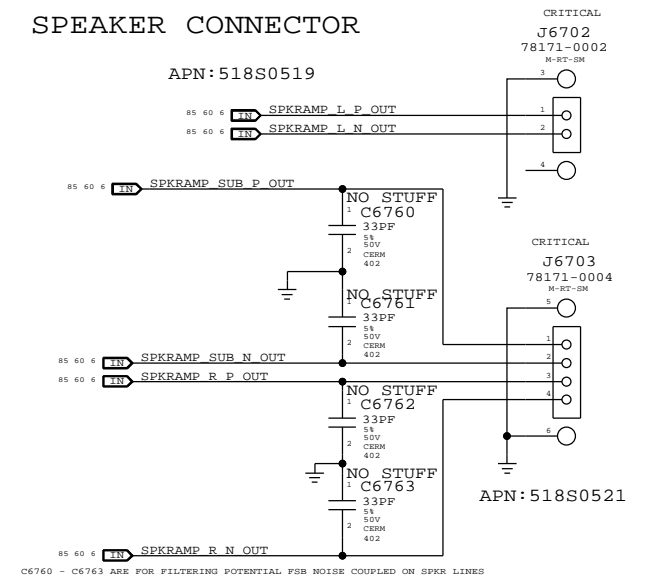 SPEAKER CONNECTOR
CRITICAL
J6702
78171-0002
M-RT-SM
APN:518S0519
3
85 60 6 IN SPKRAMP_L_P_OUT 1
85 60 6 IN SPKRAMP_L_N_OUT 2
4
85 60 6 IN SPKRAMP_SUB_P_OUT
NO STUFF
1 C6760
33PF
5%
50V
2 CERM
402
CRITICAL
J6703
78171-0004
M-RT-SM
5
NO STUFF
1 C6761
33PF
5%
50V
2 CERM
402
1
85 60 6 IN SPKRAMP_SUB_N_OUT 2
85 60 6 IN SPKRAMP_R_P_OUT 3
4
NO STUFF
C6762
1
33PF
5%
50V
2 CERM
402
6
NO STUFF
1 C6763
33PF
5%
50V
2 CERM
402
APN:518S0521
85 60 6 IN SPKRAMP_R_N_OUT
C6760 - C6763 ARE FOR FILTERING POTENTIAL FSB NOISE COUPLED ON SPKR LINES